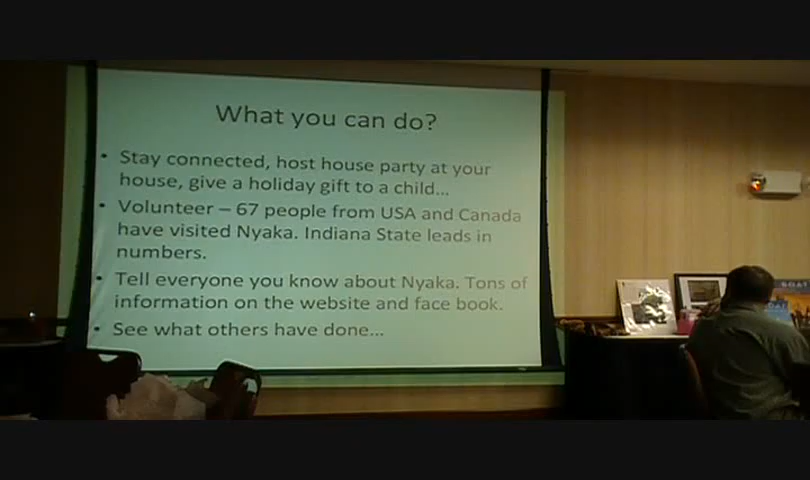 What you can do?
• Stay connected, host house party at your
house, give a holiday gift to a child...
• Volunteer – 67 people from USA and Canada
have visited Nyaka. Indiana State leads in
numbers.
• Tell everyone you know about Nyaka. Tons of
information on the website and face book.
• See what others have done...